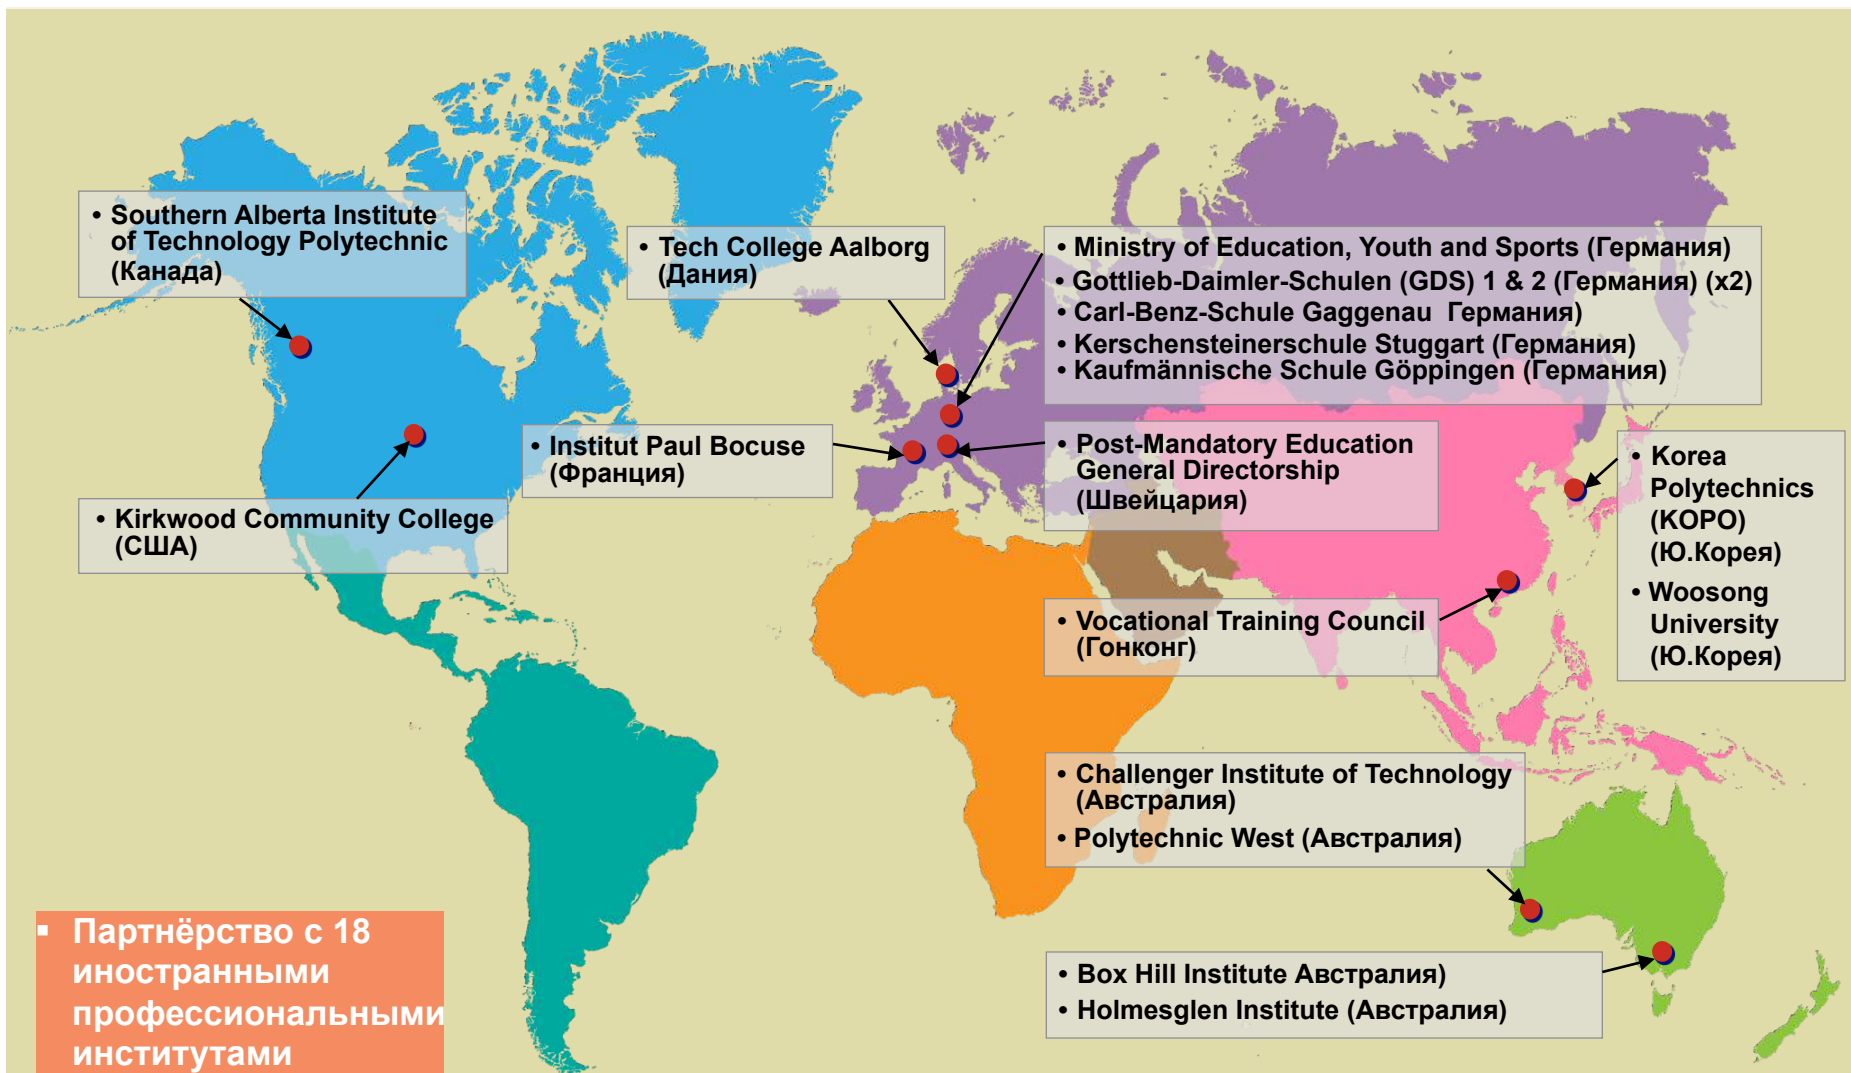 • Southern Alberta Institute
of Technology Polytechnic
(Канада)
• Tech College Aalborg
(Дания)
• Ministry of Education, Youth and Sports (Германия)
• Gottlieb-Daimler-Schulen (GDS) 1 & 2 (Германия) (x2)
• Carl-Benz-Schule Gaggenau Германия)
• Kerschensteinerschule Stuggart (Германия)
• Kaufmännische Schule Göppingen (Германия)
• Institut Paul Bocuse
(Франция)
• Post-Mandatory Education
General Directorship
(Швейцария)
• Korea
Polytechnics
(KOPO)
(Ю.Корея)
• Woosong
University
(Ю.Корея)
• Kirkwood Community College
(США)
• Vocational Training Council
(Гонконг)
• Challenger Institute of Technology
(Австралия)
• Polytechnic West (Австралия)
• Box Hill Institute Австралия)
• Holmesglen Institute (Австралия)
▪ Партнёрство с 18
иностранными
профессиональными
институтами